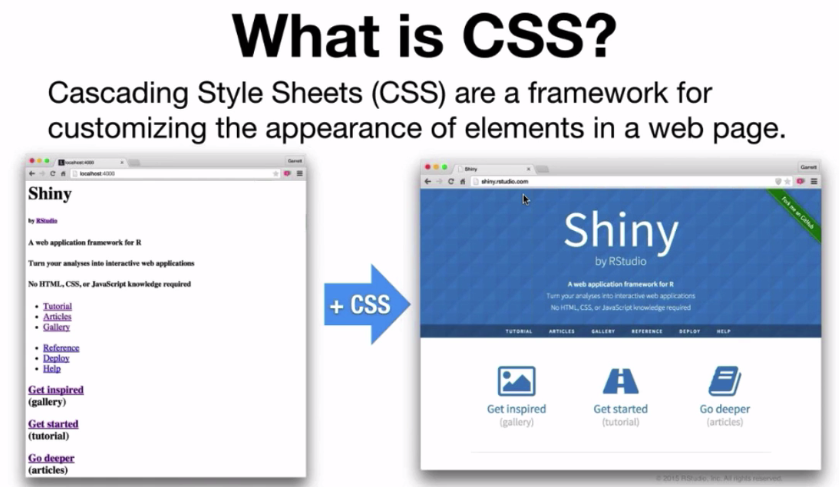 What is CSS?
Cascading Style Sheets (CSS) are a framework for
customizing the appearance of elements in a web page.
localhost:4000
Garrett
localhost:4000
Shiny
by RStudio
A web application framework for R
Turn your analyses into interactive web applications
No HTML, CSS, or JavaScript knowledge required
Tutorial
Articles
Gallery
Reference
Deploy
Help
Get inspired
(gallery)
Get started
(tutorial)
Go deeper
(articles)
+ CSS
Shiny
Garrett
shiny.rstudio.com
Fork me on GitHub
Shiny
by RStudio
A web application framework for R
Turn your analyses into interactive web applications
No HTML, CSS, or JavaScript knowledge required
TUTORIAL ARTICLES GALLERY REFERENCE DEPLOY HELP
Get inspired
(gallery)
Get started
(tutorial)
Go deeper
(articles)
© 2015 RStudio, Inc. All rights reserved.